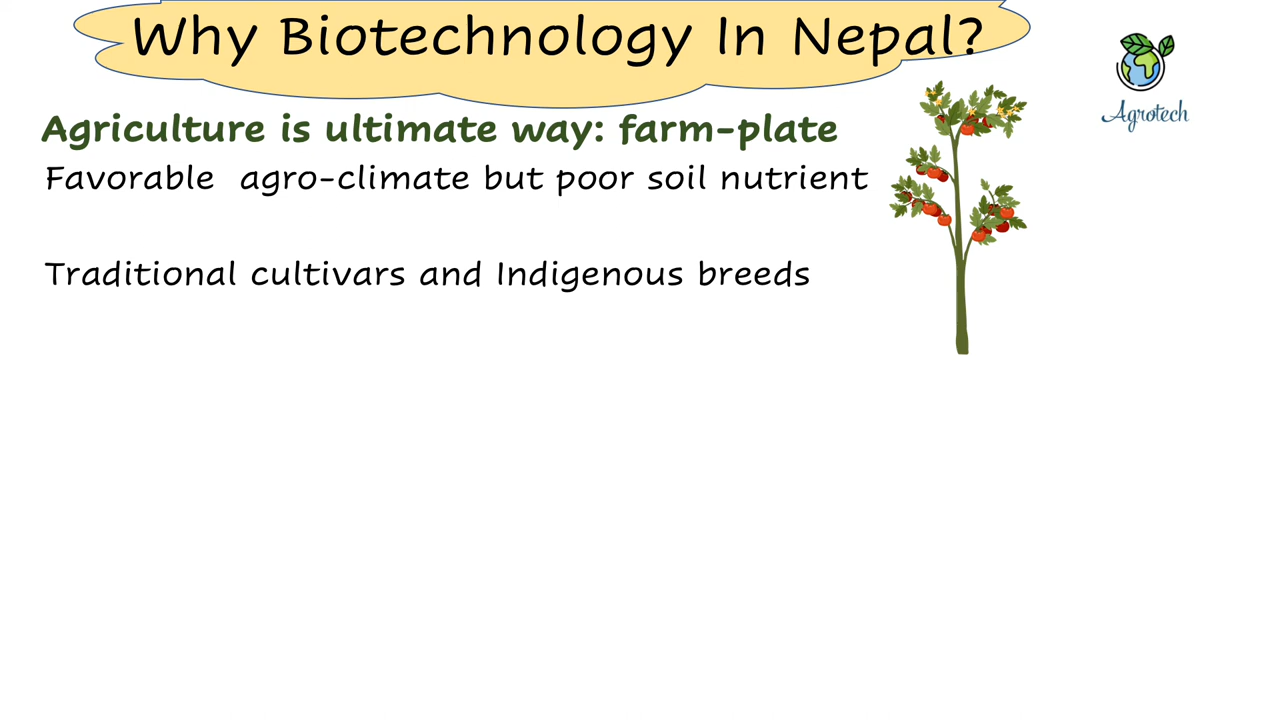 Why Biotechnology In Nepal?
Agrotech
Agriculture is ultimate way: farm-plate
Favorable agro-climate but poor soil nutrient
Traditional cultivars and Indigenous breeds